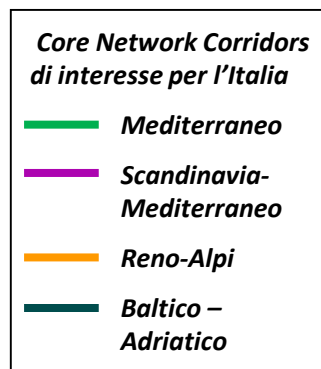 Core Network Corridors
di interesse per l'Italia
Mediterraneo
Scandinavia-
Mediterraneo
Reno-Alpi
Baltico –
Adriatico